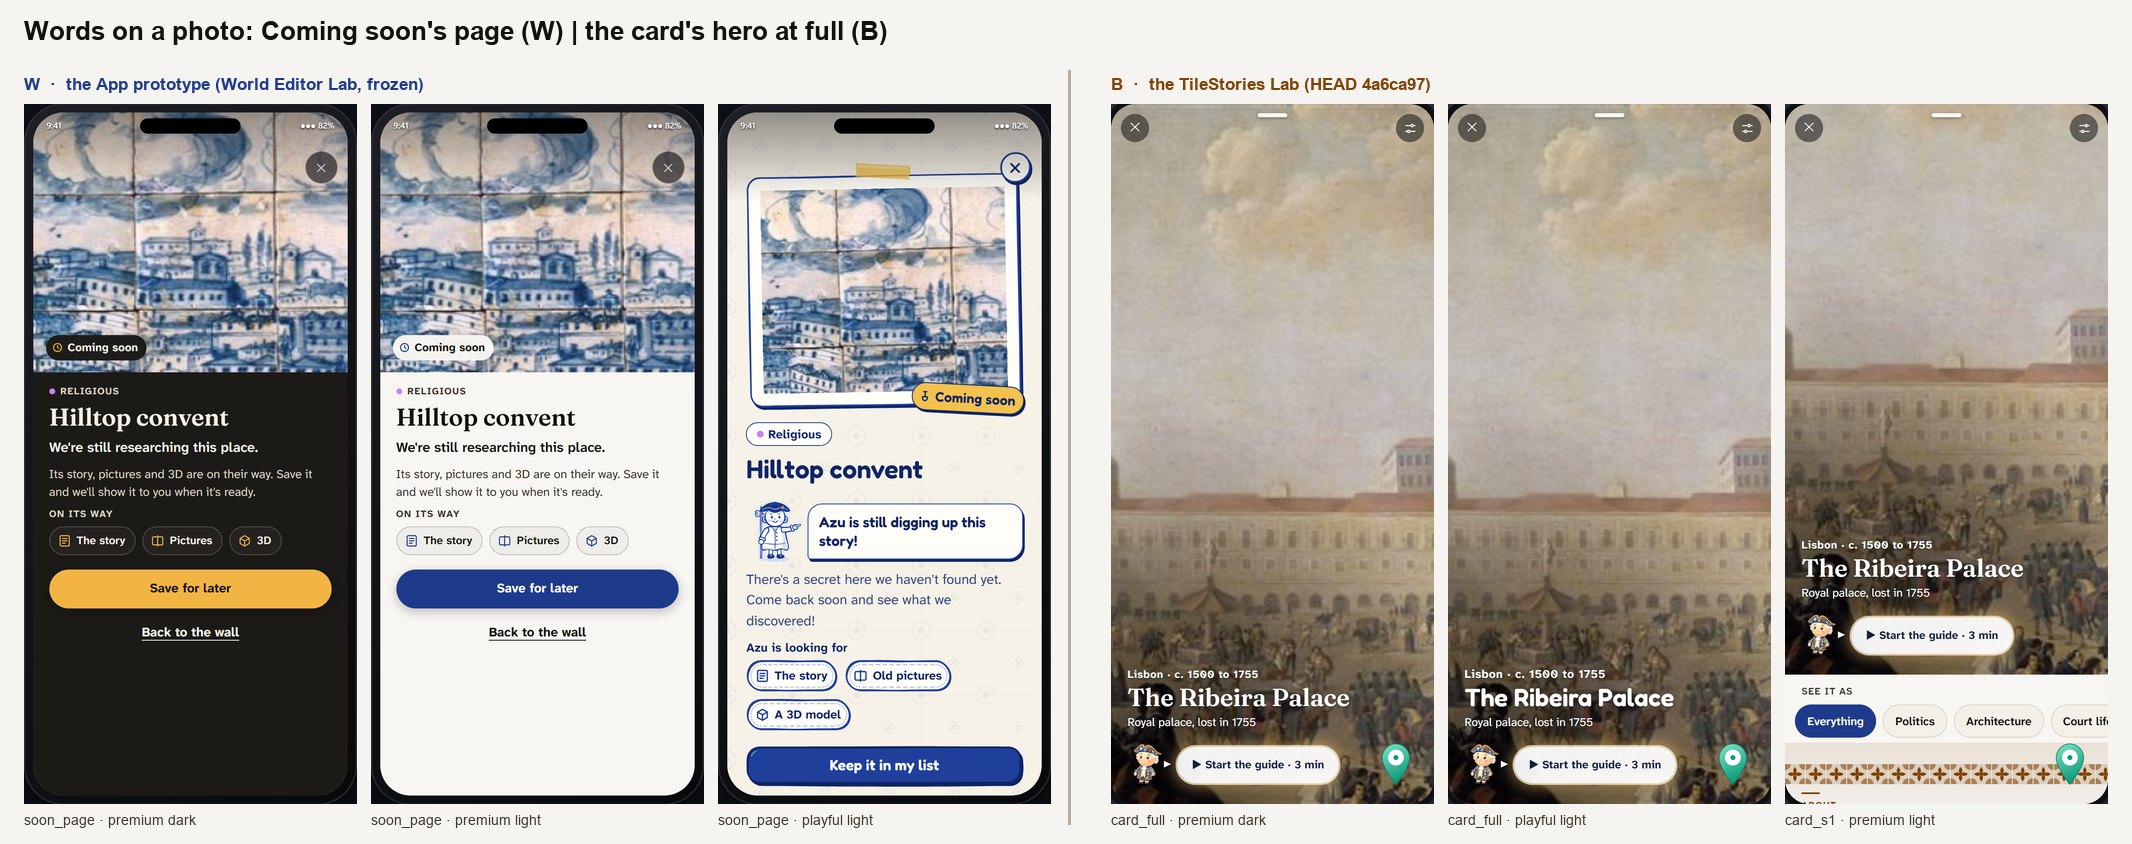 Words on a photo: Coming soon's page (W) | the card's hero at full (B)
W · the App prototype (World Editor Lab, frozen)
9:41
82%
Coming soon
RELIGIOUS
Hilltop convent
We're still researching this place.
Its story, pictures and 3D are on their way. Save it
and we'll show it to you when it's ready.
ON ITS WAY
The story
Pictures
3D
Save for later
Back to the wall
soon_page · premium dark
9:41
82%
Coming soon
RELIGIOUS
Hilltop convent
We're still researching this place.
Its story, pictures and 3D are on their way. Save it
and we'll show it to you when it's ready.
ON ITS WAY
The story
Pictures
3D
Save for later
Back to the wall
soon_page · premium light
9:41
82%
Coming soon
Religious
Hilltop convent
Azu is still digging up this
story!
There's a secret here we haven't found yet.
Come back soon and see what we
discovered!
Azu is looking for
The story
Old pictures
A 3D model
Keep it in my list
soon_page · playful light
B · the TileStories Lab (HEAD 4a6ca97)
Lisbon · c. 1500 to 1755
The Ribeira Palace
Royal palace, lost in 1755
Start the guide · 3 min
card_full · premium dark
Lisbon · c. 1500 to 1755
The Ribeira Palace
Royal palace, lost in 1755
Start the guide · 3 min
card_full · playful light
Lisbon · c. 1500 to 1755
The Ribeira Palace
Royal palace, lost in 1755
Start the guide · 3 min
SEE IT AS
Everything
Politics
Architecture
Court life
card_s1 · premium light